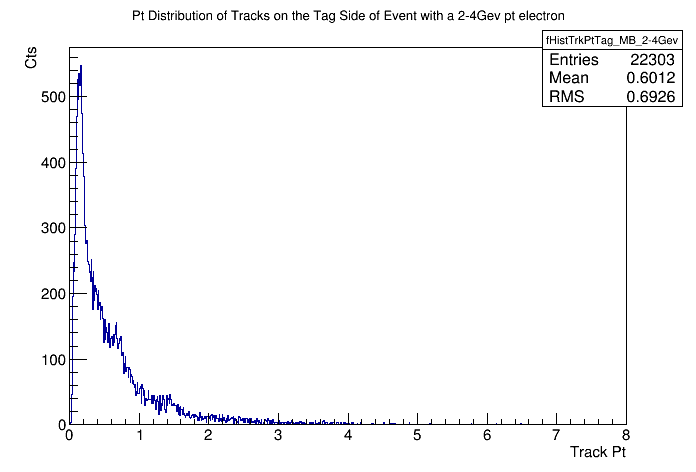 Pt Distribution of Tracks on the Tag Side of Event with a 2-4Gev pt electron
fHistTrkPtTag_MB_2-4Gev
Entries 22303
Mean 0.6012
RMS 0.6926
Cts
500
400
300
200
100
0
0 1 2 3 4 5 6 7 8
Track Pt